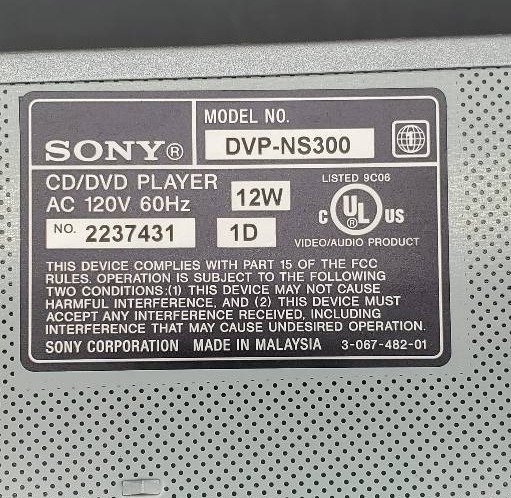 MODEL NO.
SONY® DVP-NS300 1
CD/DVD PLAYER
AC 120V 60Hz 12W
NO. 2237431 1D
LISTED 9C06
C UL® US
VIDEO/AUDIO PRODUCT
THIS DEVICE COMPLIES WITH PART 15 OF THE FCC
RULES. OPERATION IS SUBJECT TO THE FOLLOWING
TWO CONDITIONS:(1) THIS DEVICE MAY NOT CAUSE
HARMFUL INTERFERENCE, AND (2) THIS DEVICE MUST
ACCEPT ANY INTERFERENCE RECEIVED, INCLUDING
INTERFERENCE THAT MAY CAUSE UNDESIRED OPERATION.
SONY CORPORATION MADE IN MALAYSIA 3-067-482-01